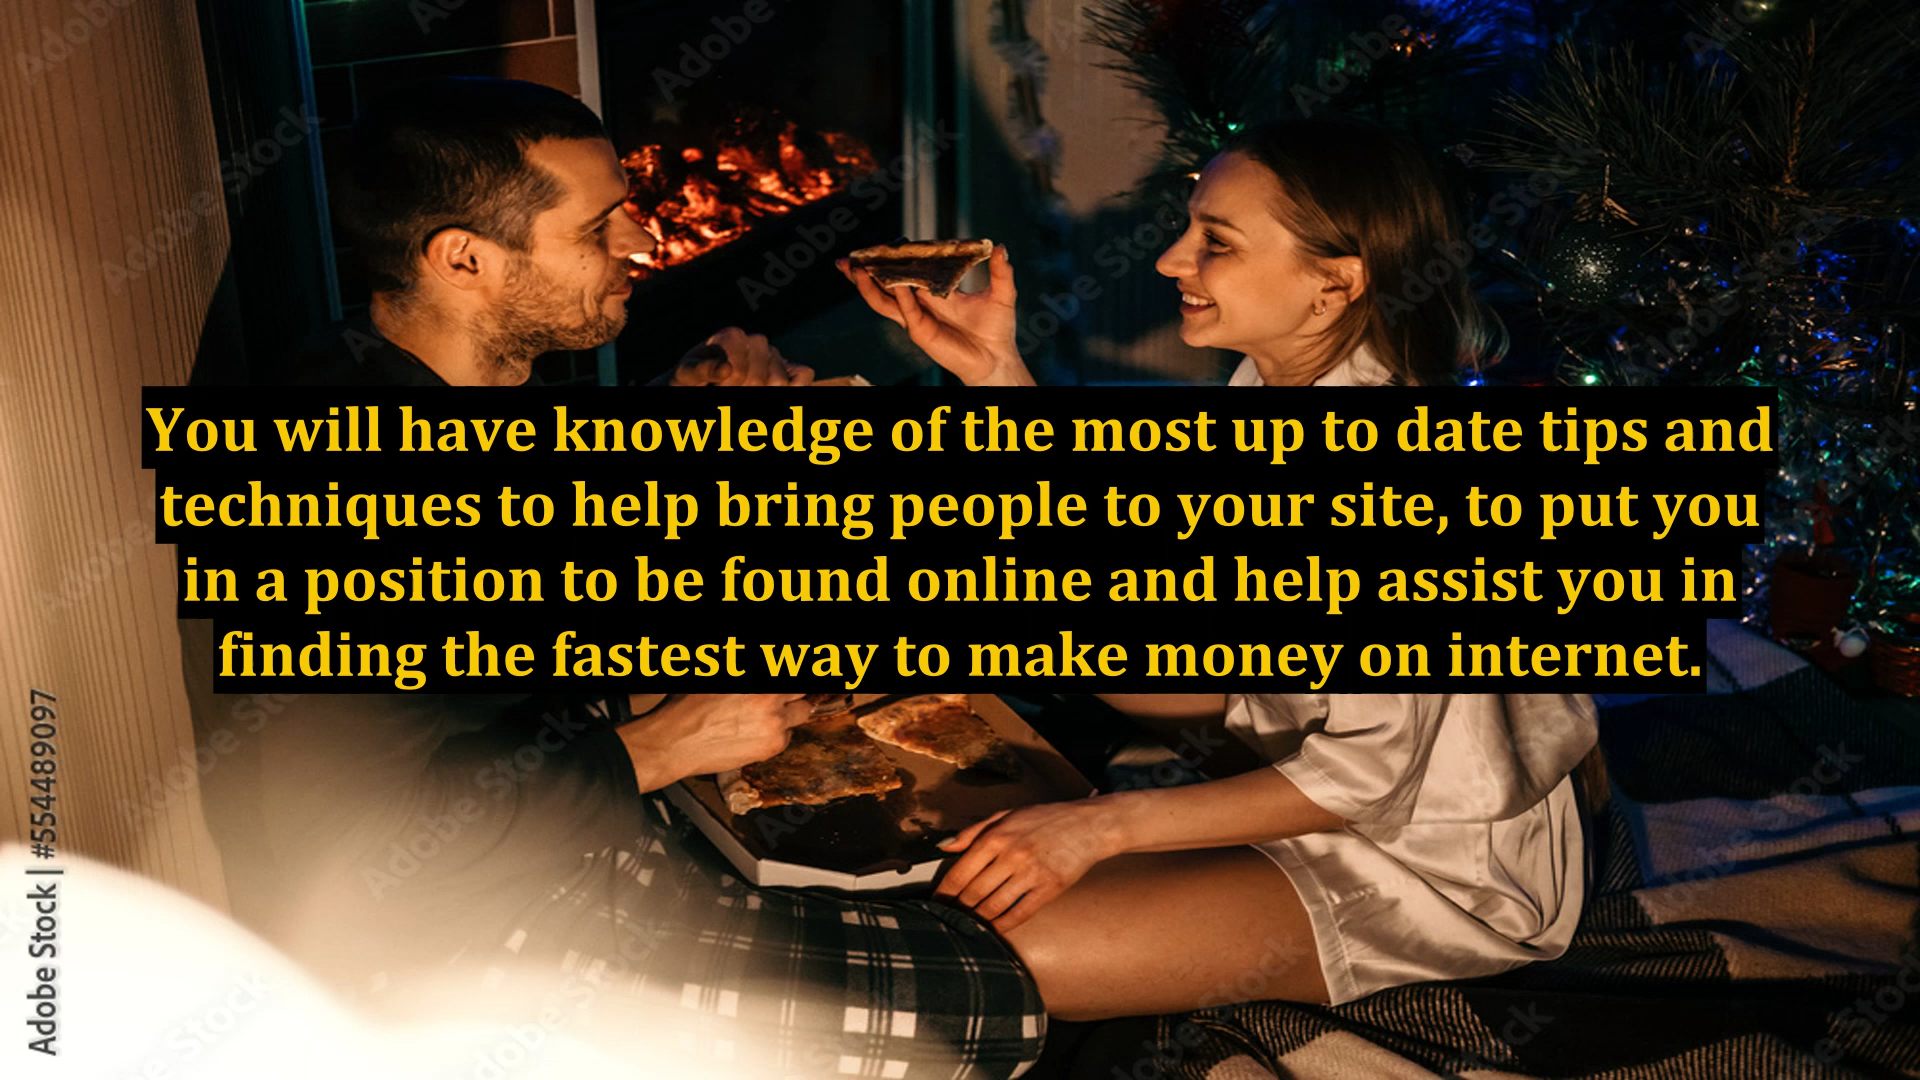 You will have knowledge of the most up to date tips and
techniques to help bring people to your site, to put you
in a position to be found online and help assist you in
finding the fastest way to make money on internet.
Adobe Stock | #554489097